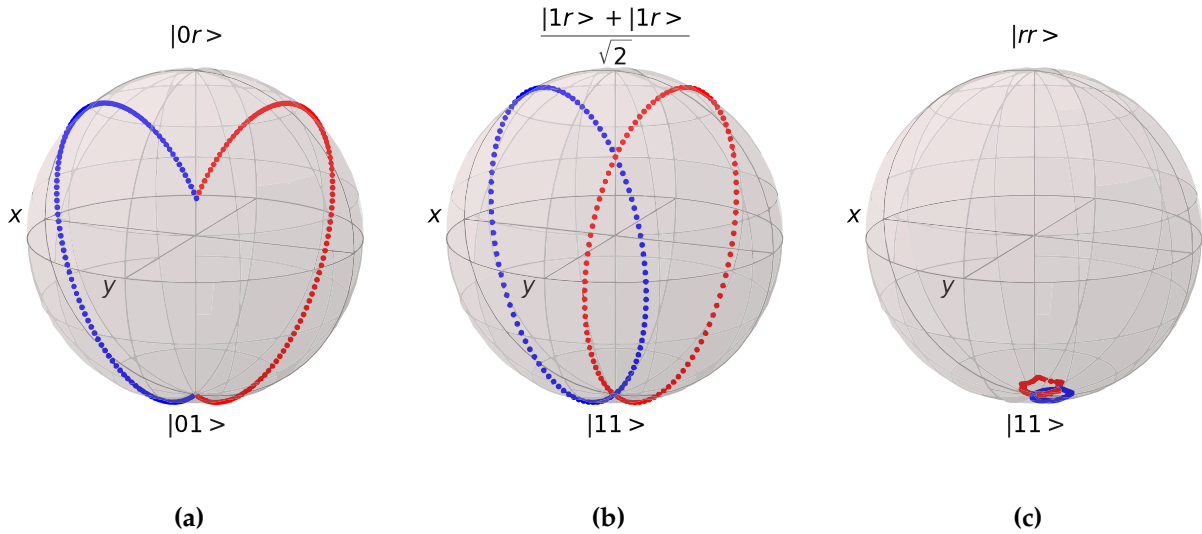 |0r >
x
y
|01 >
(a)
|1r > + |1r >
√2
x
y
|11 >
(b)
|rr >
x
y
|11 >
(c)